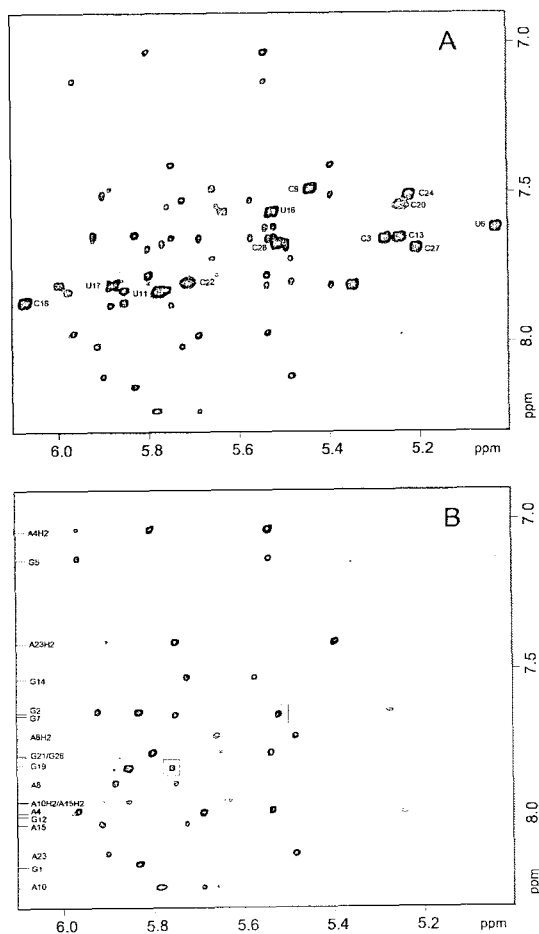 A
7.0
7.5
8.0
ppm
C9
C24
U16
C20
U6
C28
C3
C13
C27
U17
C22
U11
C18
6.0
5.8
5.6
5.4
5.2
ppm
B
7.0
7.5
8.0
ppm
A4H2
G5
A23H2
G14
G2
G7
A8H2
G21/G26
G19
A8
A10H2/A15H2
A4
G12
A15
A23
G1
A10
6.0
5.8
5.6
5.4
5.2
ppm